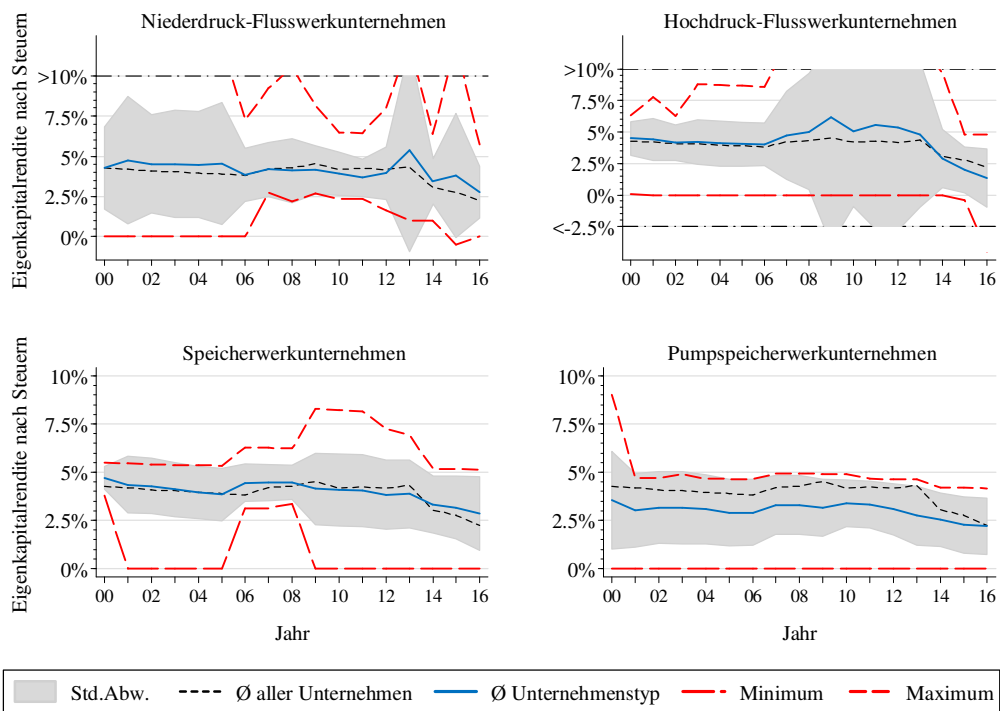 Niederdruck-Flusswerkunternehmen
Eigenkapitalrendite nach Steuern
>10%
7.5%
5%
2.5%
0%
00 02 04 06 08 10 12 14 16
Hochdruck-Flusswerkunternehmen
>10%
7.5%
5%
2.5%
0%
<-2.5%
00 02 04 06 08 10 12 14 16
Speicherwerkunternehmen
Eigenkapitalrendite nach Steuern
10%
7.5%
5%
2.5%
0%
00 02 04 06 08 10 12 14 16
Jahr
Pumpspeicherwerkunternehmen
10%
7.5%
5%
2.5%
0%
00 02 04 06 08 10 12 14 16
Jahr
Std.Abw. Ø aller Unternehmen Ø Unternehmenstyp Minimum Maximum